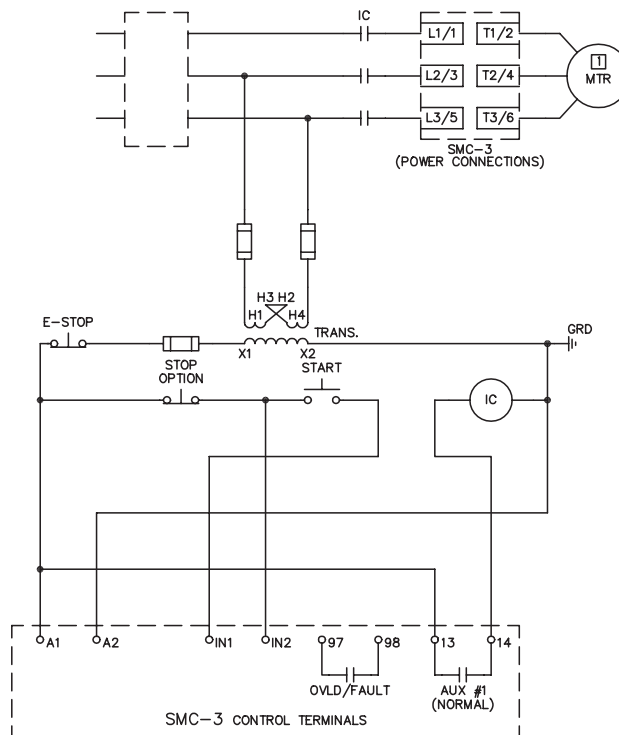 IC
L1/1 T1/2
1
MTR
L2/3 T2/4
L3/5 T3/6
SMC-3
(POWER CONNECTIONS)
H3 H2
H1 H4
E-STOP
TRANS.
GRD
X1 X2
STOP
OPTION
START
IC
A1 A2 IN1 IN2 97 98 13 14
OVLD/FAULT
AUX #1
(NORMAL)
SMC-3 CONTROL TERMINALS